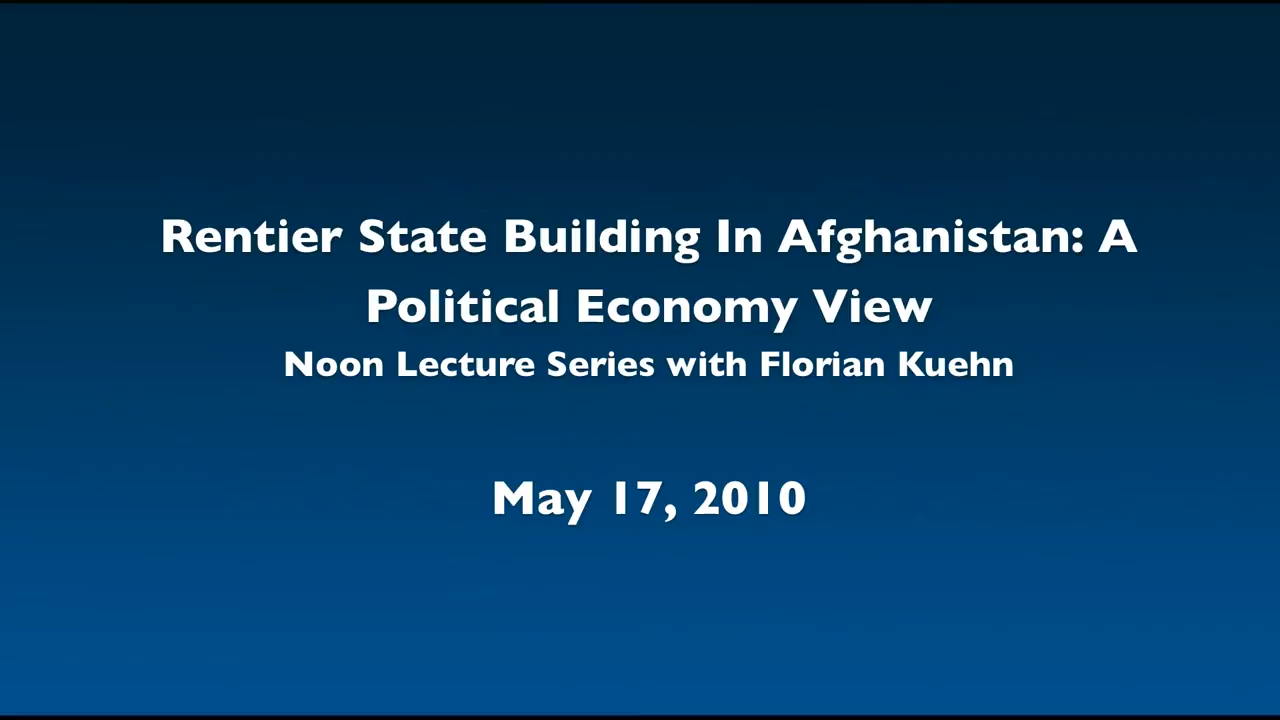 Rentier State Building In Afghanistan: A
Political Economy View
Noon Lecture Series with Florian Kuehn
May 17, 2010